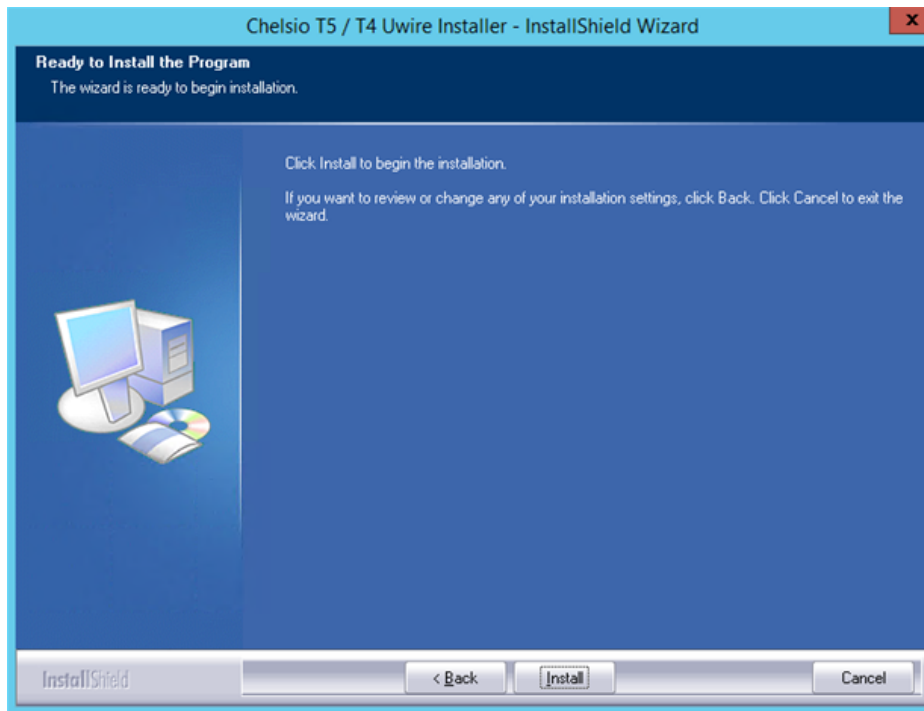 Chelsio T5 / T4 Uwire Installer - InstallShield Wizard
x
Ready to Install the Program
The wizard is ready to begin installation.
Click Install to begin the installation.
If you want to review or change any of your installation settings, click Back. Click Cancel to exit the
wizard.
InstallShield
< Back
Install
Cancel